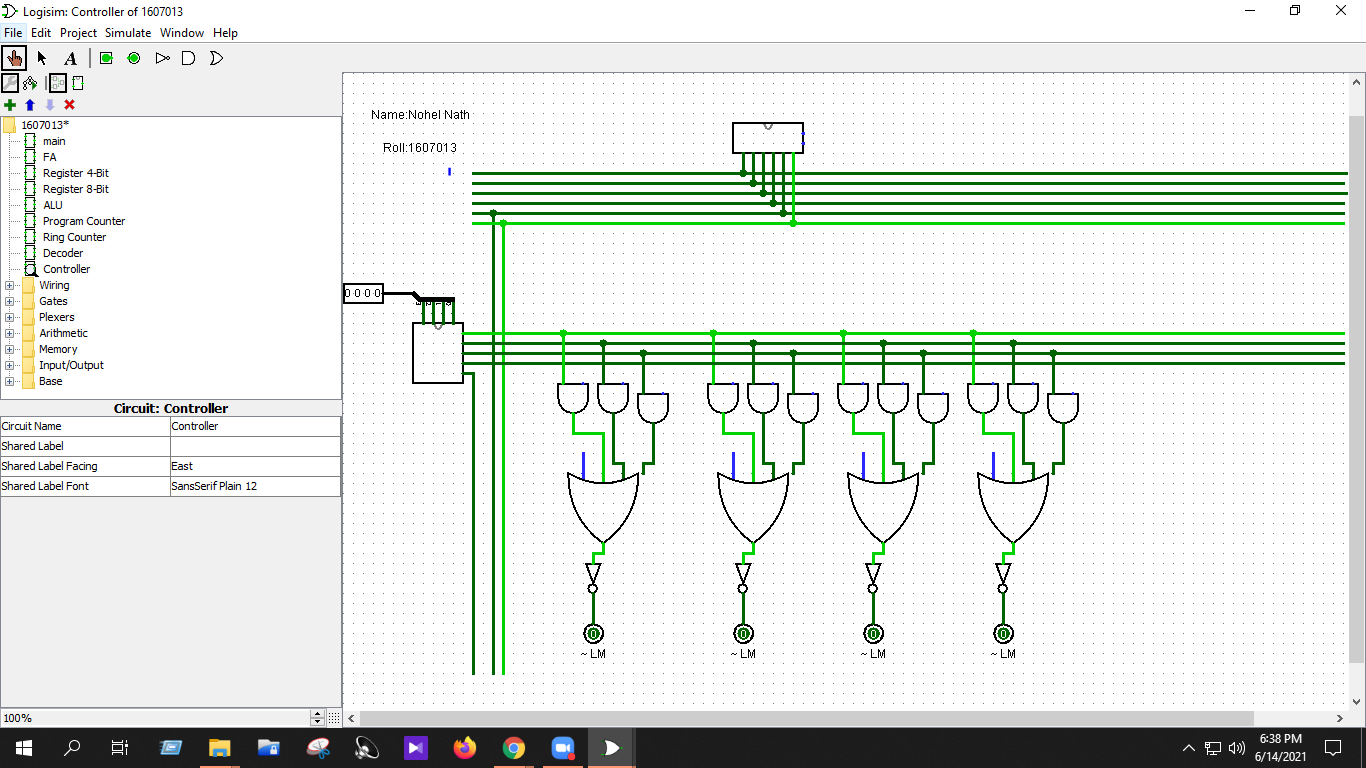 Logisim: Controller of 1607013
File Edit Project Simulate Window Help
A
1607013*
main
FA
Register 4-Bit
Register 8-Bit
ALU
Program Counter
Ring Counter
Decoder
Controller
Wiring
Gates
Plexers
Arithmetic
Memory
Input/Output
Base
Circuit: Controller
Circuit Name Controller
Shared Label
Shared Label Facing East
Shared Label Font SansSerif Plain 12
100%
Name:Nohel Nath
Roll:1607013
0 0 0 0
0 0 0 0
~ LM ~ LM ~ LM ~ LM
6:38 PM
6/14/2021